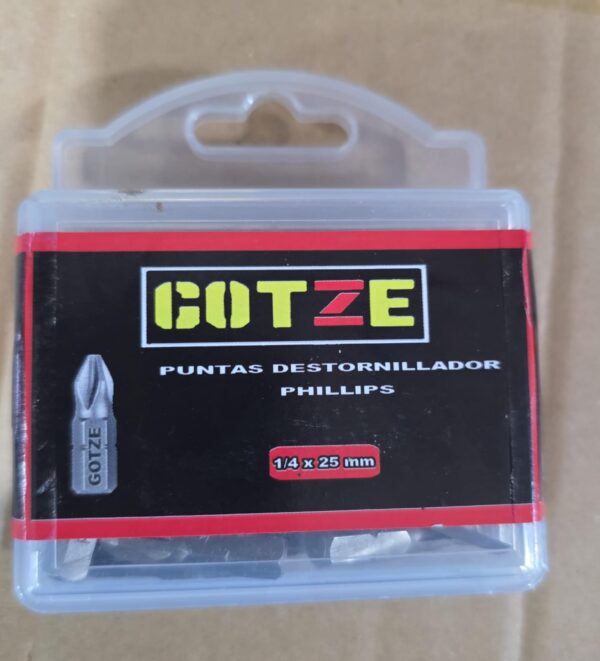 GOTZE
PUNTAS DESTORNILLADOR
PHILLIPS
GOTZE
1/4 x 25 mm